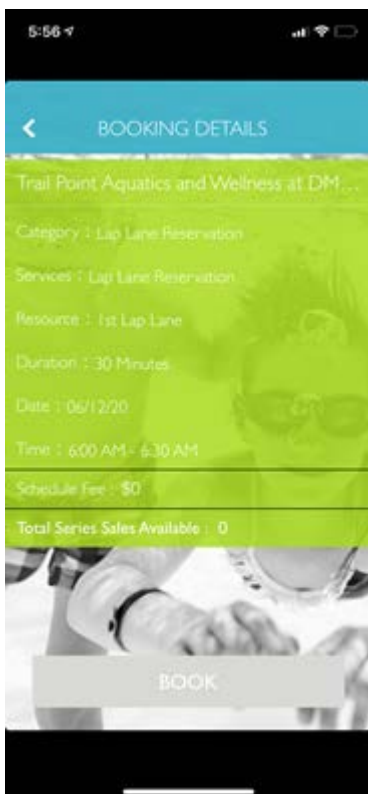 5:56
BOOKING DETAILS
Trail Point Aquatics and Wellness at DM...
Category : Lap Lane Reservation
Services : Lap Lane Reservation
Resource : 1st Lap Lane
Duration : 30 Minutes
Date : 06/12/20
Time : 6:00 AM - 6:30 AM
Schedule Fee : $0
Total Series Sales Available : 0
BOOK